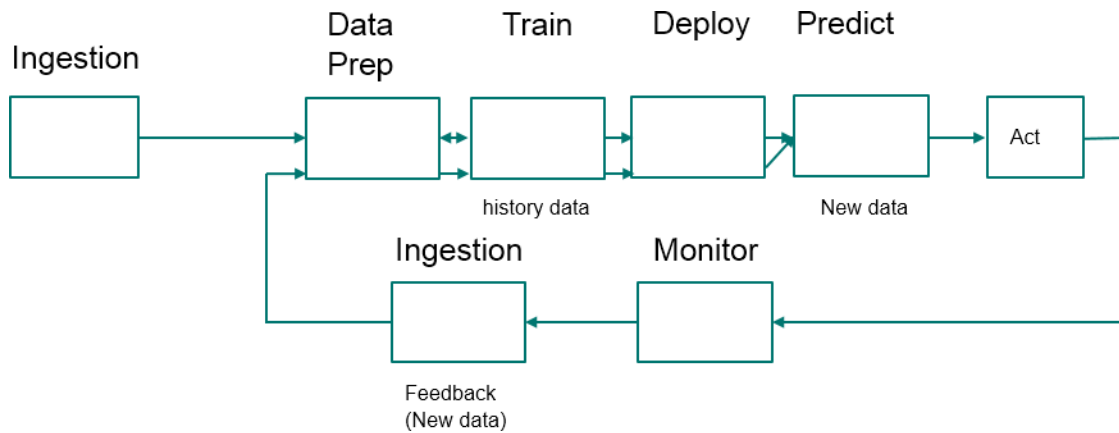 Ingestion
Data
Prep
Train
Deploy
Predict
Act
history data
New data
Ingestion
Monitor
Feedback
(New data)